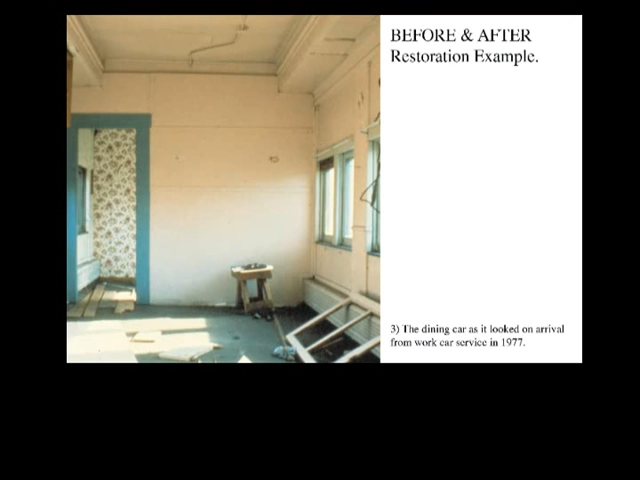 BEFORE & AFTER
Restoration Example.
3) The dining car as it looked on arrival
from work car service in 1977.